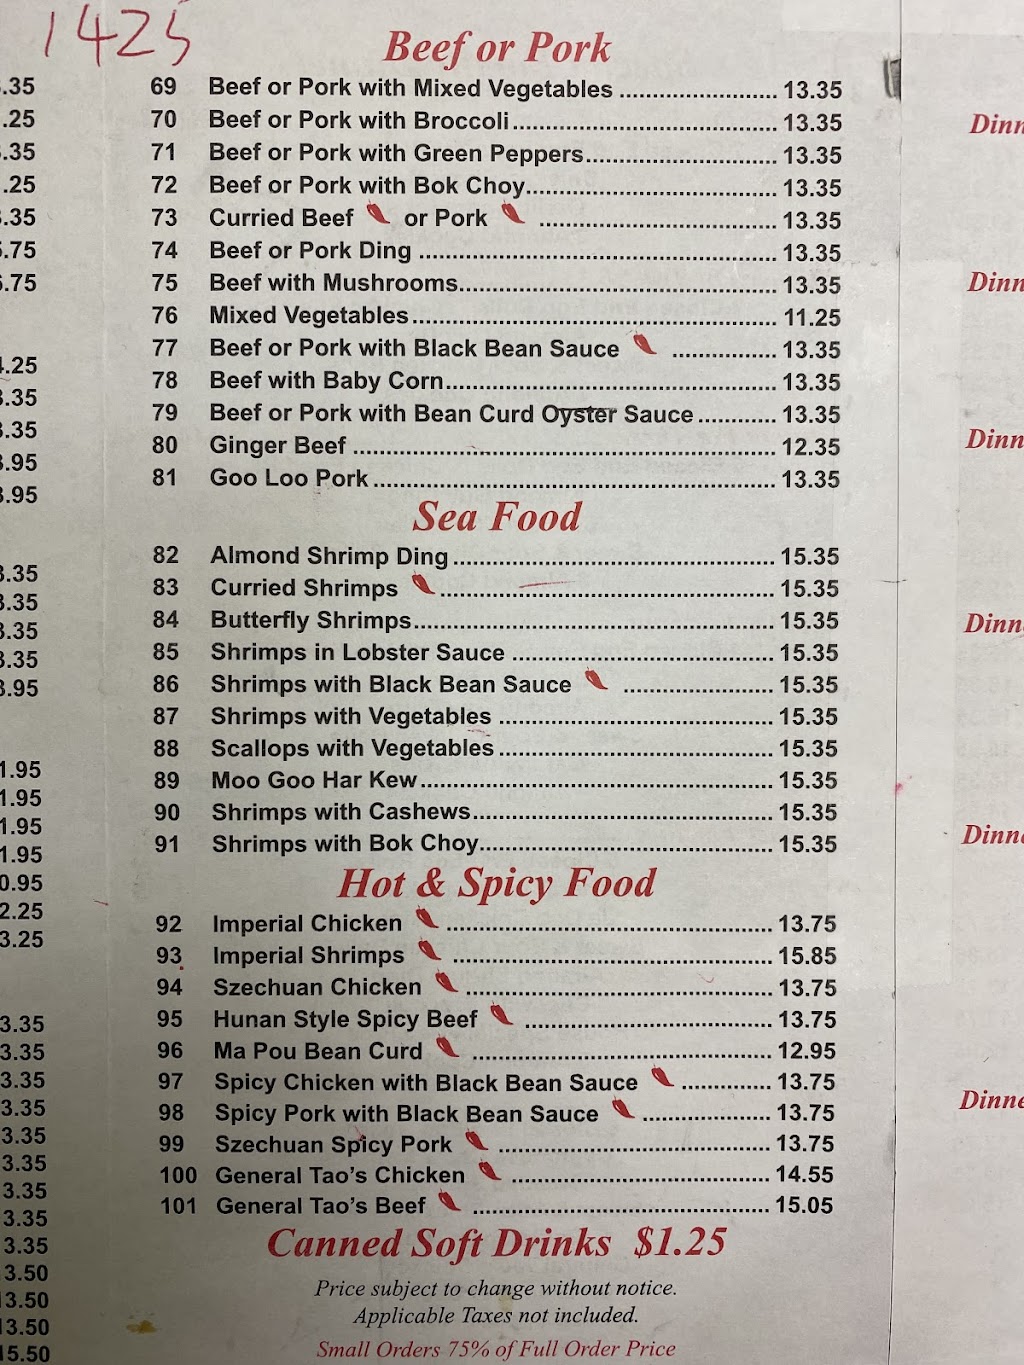 1425
Beef or Pork
69 Beef or Pork with Mixed Vegetables ........................ 13.35
70 Beef or Pork with Broccoli........................................ 13.35
71 Beef or Pork with Green Peppers............................. 13.35
72 Beef or Pork with Bok Choy...................................... 13.35
73 Curried Beef or Pork .................................... 13.35
74 Beef or Pork Ding ...................................................... 13.35
75 Beef with Mushrooms................................................ 13.35
76 Mixed Vegetables....................................................... 11.25
77 Beef or Pork with Black Bean Sauce ................ 13.35
78 Beef with Baby Corn.................................................. 13.35
79 Beef or Pork with Bean Curd Oyster Sauce ............ 13.35
80 Ginger Beef ................................................................ 12.35
81 Goo Loo Pork ............................................................. 13.35
Sea Food
82 Almond Shrimp Ding ................................................. 15.35
83 Curried Shrimps ................................................... 15.35
84 Butterfly Shrimps....................................................... 15.35
85 Shrimps in Lobster Sauce ........................................ 15.35
86 Shrimps with Black Bean Sauce ....................... 15.35
87 Shrimps with Vegetables .......................................... 15.35
88 Scallops with Vegetables .......................................... 15.35
89 Moo Goo Har Kew...................................................... 15.35
90 Shrimps with Cashews.............................................. 15.35
91 Shrimps with Bok Choy............................................. 15.35
Hot & Spicy Food
92 Imperial Chicken .................................................. 13.75
93 Imperial Shrimps ................................................. 15.85
94 Szechuan Chicken ............................................... 13.75
95 Hunan Style Spicy Beef ...................................... 13.75
96 Ma Pou Bean Curd .............................................. 12.95
97 Spicy Chicken with Black Bean Sauce .............. 13.75
98 Spicy Pork with Black Bean Sauce .................... 13.75
99 Szechuan Spicy Pork .......................................... 13.75
100 General Tao's Chicken ........................................ 14.55
101 General Tao's Beef .............................................. 15.05
Canned Soft Drinks $1.25
Price subject to change without notice.
Applicable Taxes not included.
Small Orders 75% of Full Order Price